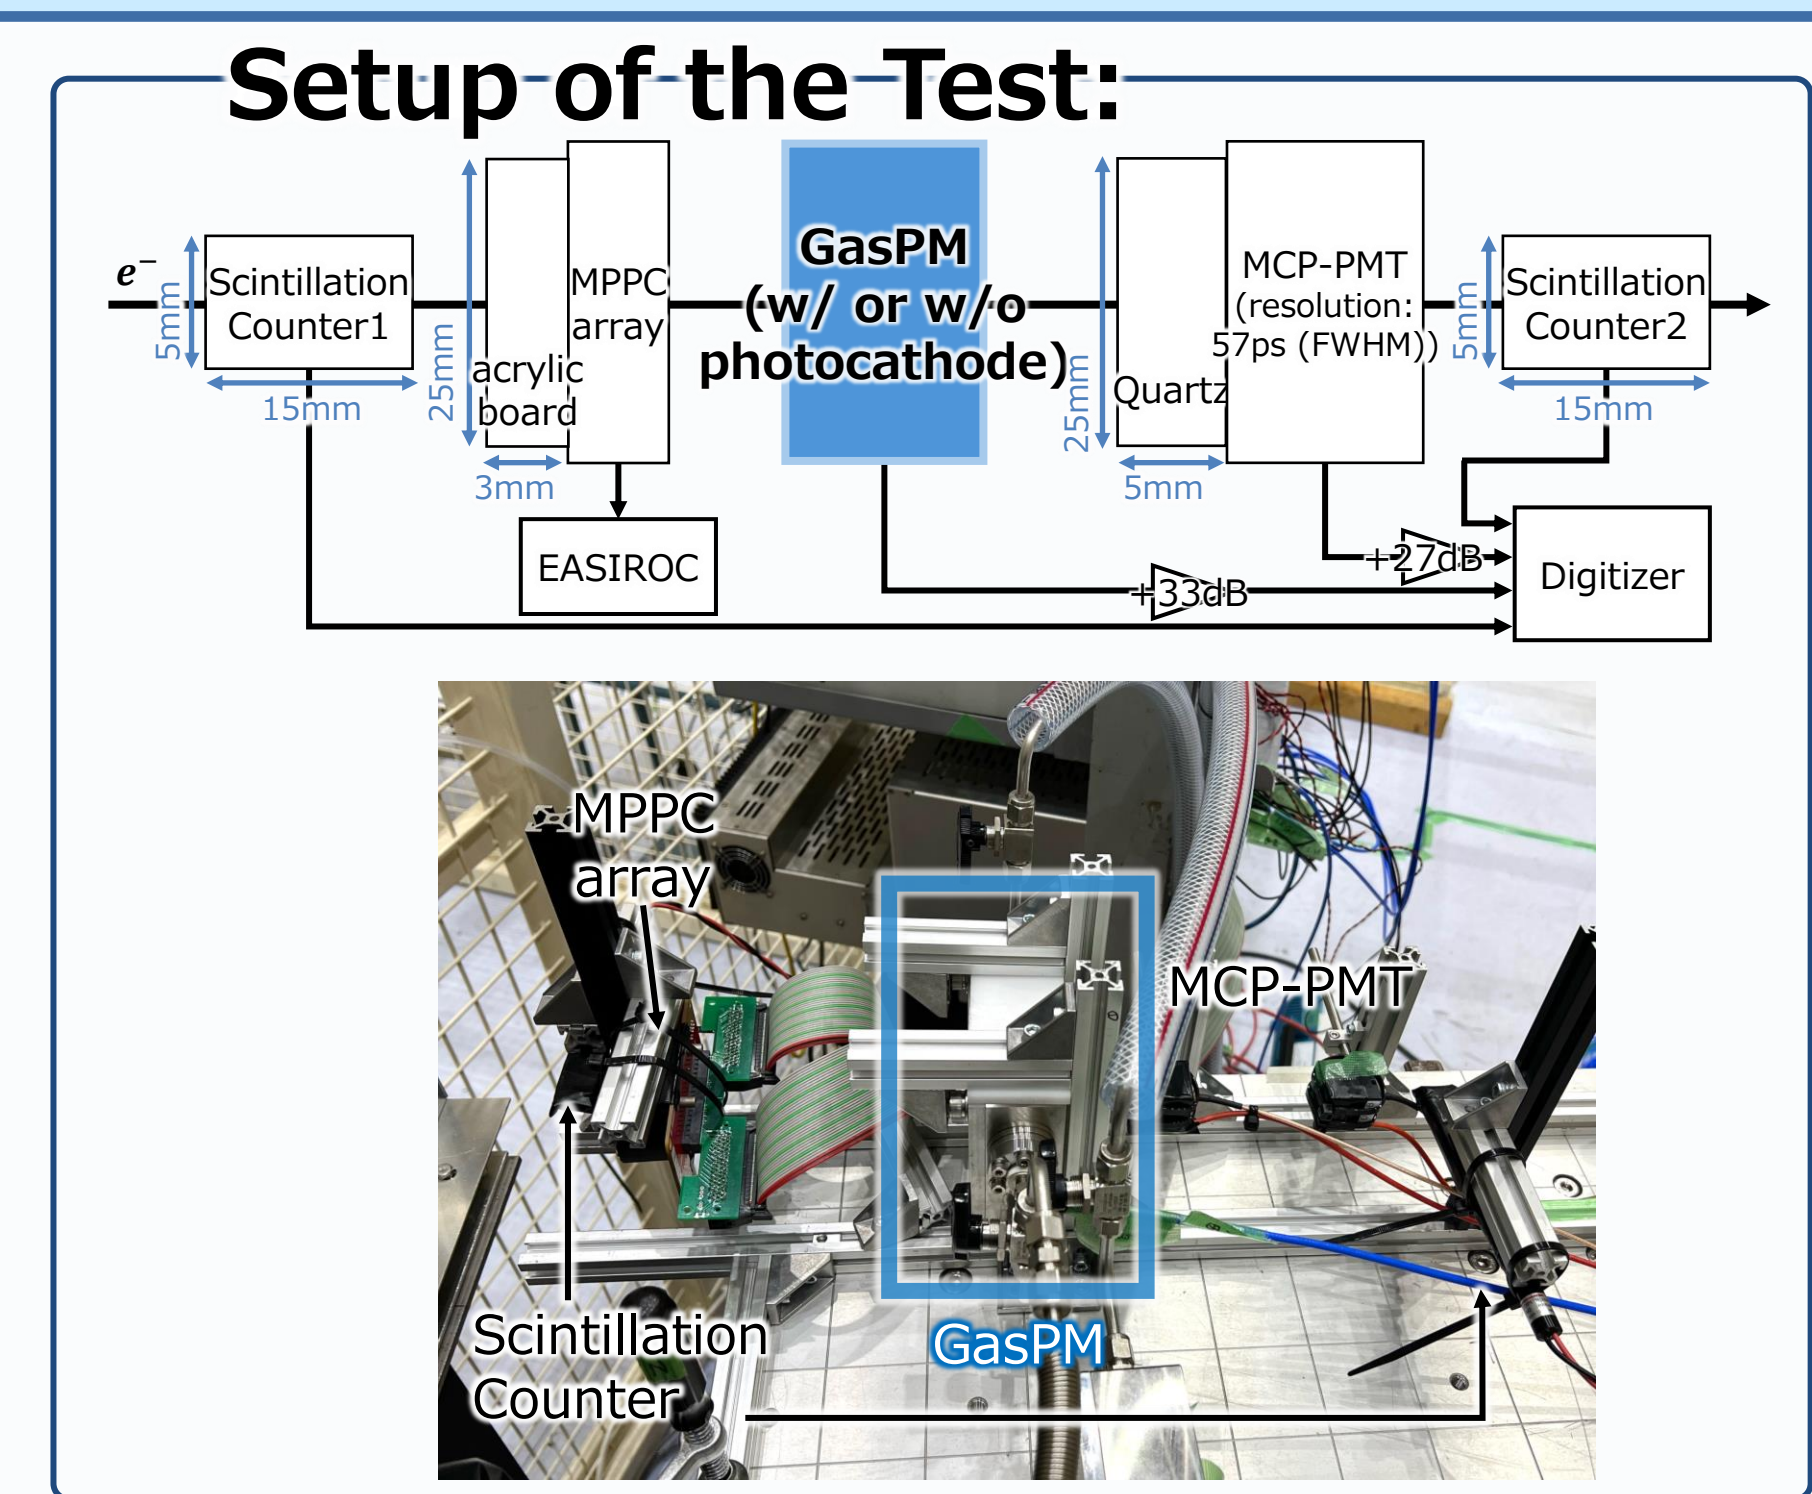 Setup of the Test:
e⁻
5mm
Scintillation
Counter1
15mm
25mm
acrylic
board
3mm
MPPC
array
EASIROC
GasPM
(w/ or w/o
photocathode)
25mm
Quartz
5mm
MCP-PMT
(resolution:
57ps (FWHM))
5mm
Scintillation
Counter2
15mm
+27dB
+33dB
Digitizer
MPPC
array
MCP-PMT
Scintillation
Counter
GasPM